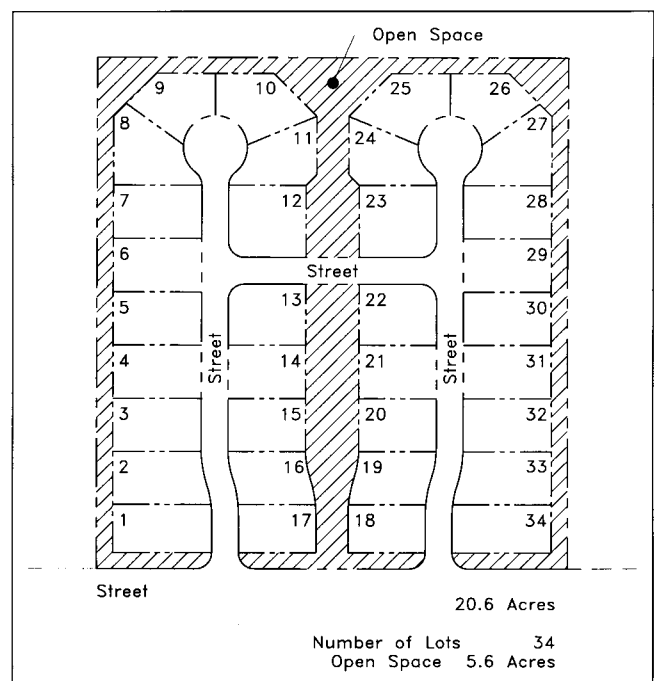 Open Space
9 10 25 26
8 11 24 27
7 12 23 28
6 Street 29
5 13 22 30
Street Street
4 14 21 31
3 15 20 32
2 16 19 33
1 17 18 34
Street
20.6 Acres
Number of Lots 34
Open Space 5.6 Acres